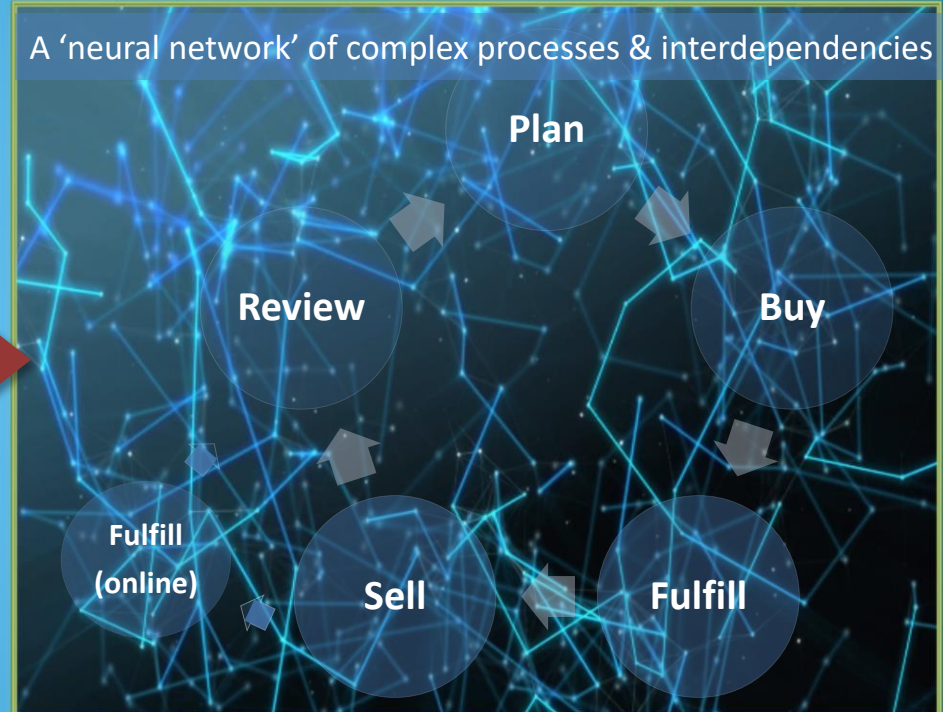 A ‘neural network’ of complex processes & interdependencies
Plan
Buy
Fulfill
Sell
Fulfill
(online)
Review